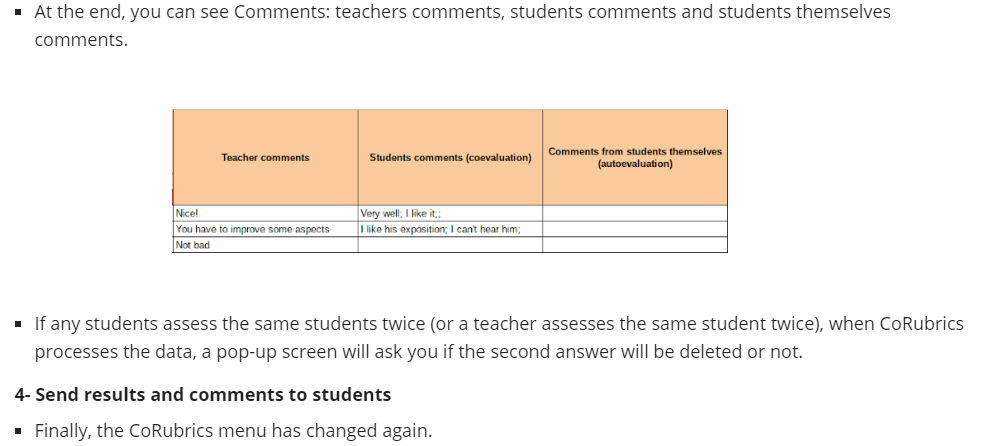 ▪ At the end, you can see Comments: teachers comments, students comments and students themselves
comments.
Teacher comments
Students comments (coevaluation)
Comments from students themselves
(autoevaluation)
Nice!
Very well; I like it;;
You have to improve some aspects
I like his exposition; I can't hear him;
Not bad
▪ If any students assess the same students twice (or a teacher assesses the same student twice), when CoRubrics
processes the data, a pop-up screen will ask you if the second answer will be deleted or not.
4- Send results and comments to students
▪ Finally, the CoRubrics menu has changed again.